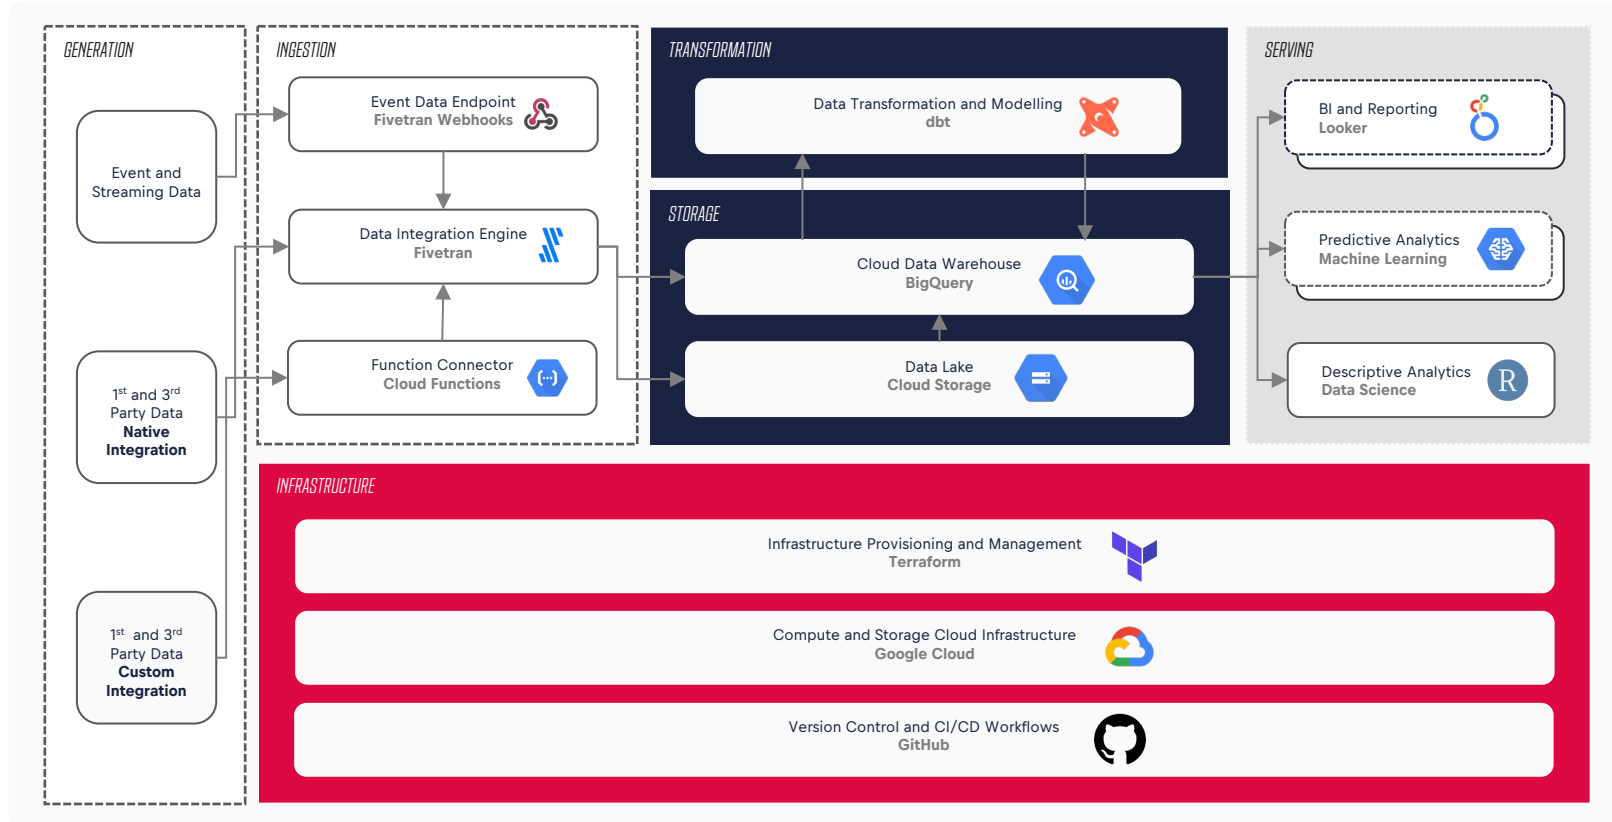 GENERATION
Event and
Streaming Data
1st and 3rd
Party Data
Native
Integration
1st and 3rd
Party Data
Custom
Integration
INGESTION
Event Data Endpoint
Fivetran Webhooks
Data Integration Engine
Fivetran
Function Connector
Cloud Functions
TRANSFORMATION
Data Transformation and Modelling
dbt
STORAGE
Cloud Data Warehouse
BigQuery
Data Lake
Cloud Storage
SERVING
BI and Reporting
Looker
Predictive Analytics
Machine Learning
Descriptive Analytics
Data Science
R
INFRASTRUCTURE
Infrastructure Provisioning and Management
Terraform
Compute and Storage Cloud Infrastructure
Google Cloud
Version Control and CI/CD Workflows
GitHub